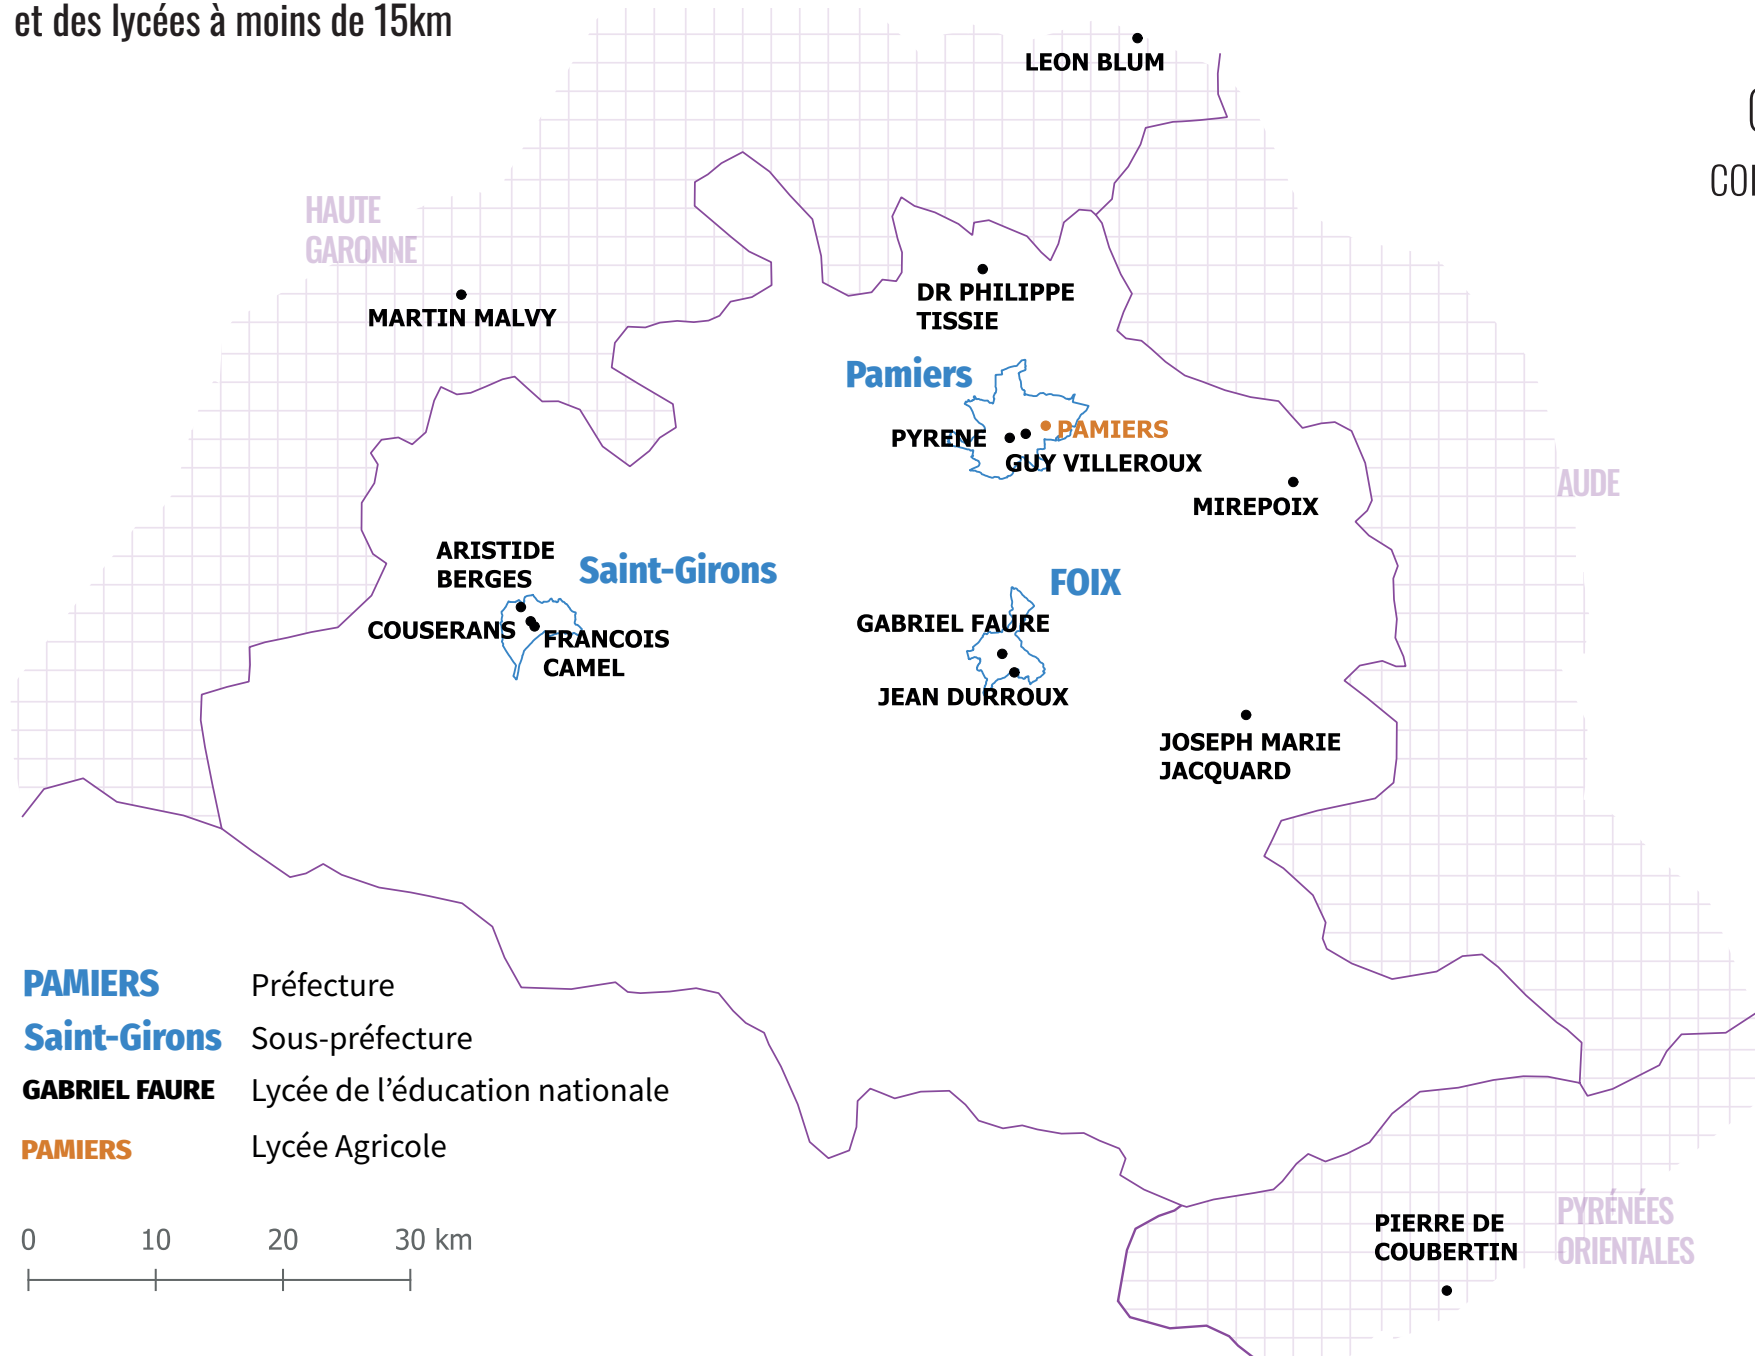 et des lycées à moins de 15km
LEON BLUM
HAUTE
GARONNE
MARTIN MALVY
DR PHILIPPE
TISSIE
Pamiers
PAMIERS
PYRENE
GUY VILLEROUX
AUDE
MIREPOIX
ARISTIDE
BERGES
Saint-Girons
FOIX
GABRIEL FAURE
COUSERANS
FRANCOIS
CAMEL
JEAN DURROUX
JOSEPH MARIE
JACQUARD
PAMIERS Préfecture
Saint-Girons Sous-préfecture
GABRIEL FAURE Lycée de l'éducation nationale
PAMIERS Lycée Agricole
PYRÉNÉES
ORIENTALES
PIERRE DE
COUBERTIN
0 10 20 30 km